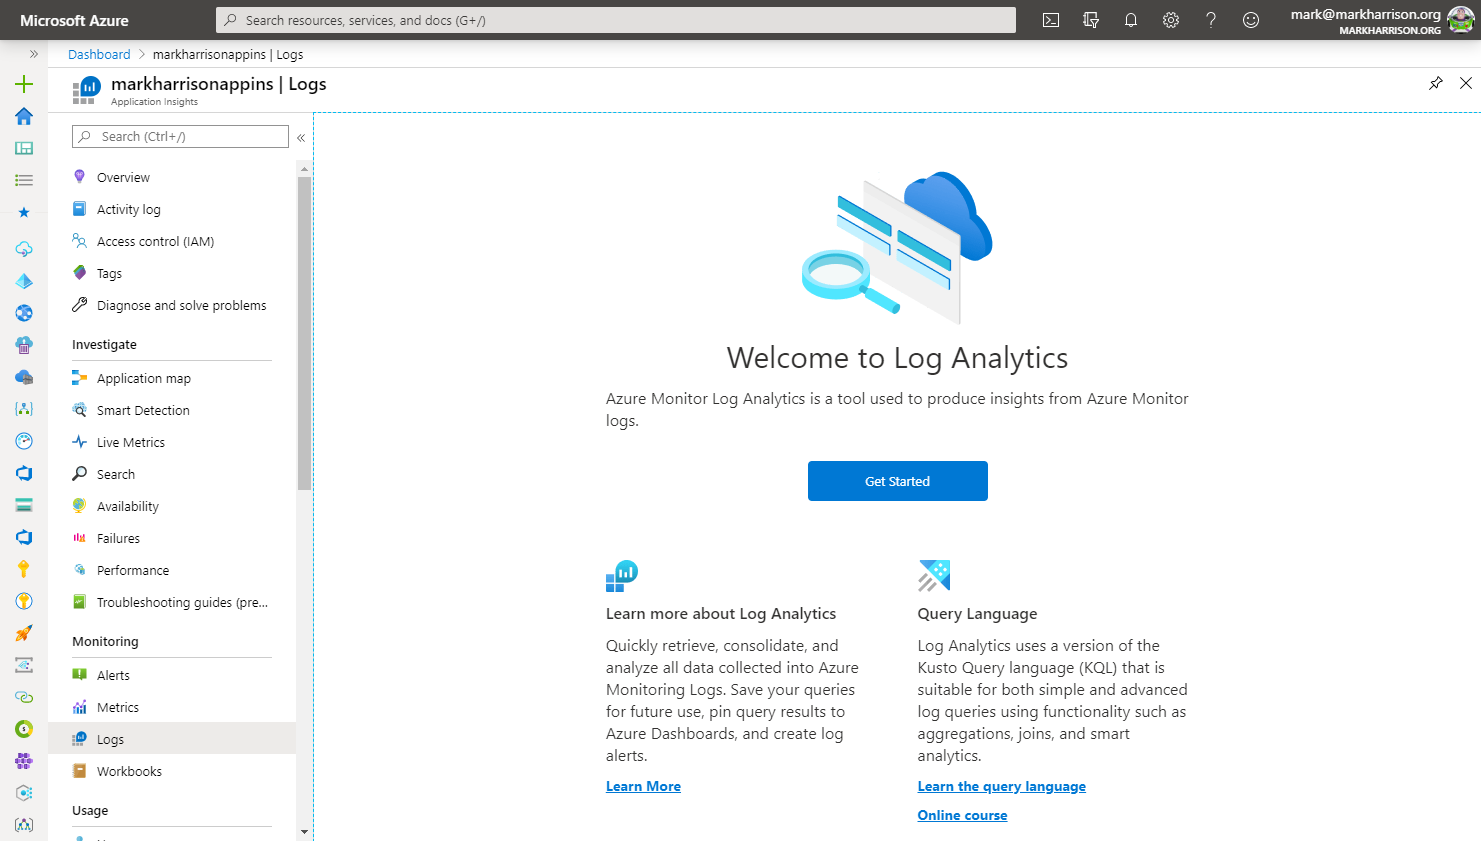 Microsoft Azure
Search resources, services, and docs (G+/)
mark@markharrison.org
MARKHARRISON.ORG
Dashboard > markharrisonappins | Logs
markharrisonappins | Logs
Application Insights
Search (Ctrl+/)
Overview
Activity log
Access control (IAM)
Tags
Diagnose and solve problems
Investigate
Application map
Smart Detection
Live Metrics
Search
Availability
Failures
Performance
Troubleshooting guides (pre...
Monitoring
Alerts
Metrics
Logs
Workbooks
Usage
Welcome to Log Analytics
Azure Monitor Log Analytics is a tool used to produce insights from Azure Monitor
logs.
Get Started
Learn more about Log Analytics
Quickly retrieve, consolidate, and
analyze all data collected into Azure
Monitoring Logs. Save your queries
for future use, pin query results to
Azure Dashboards, and create log
alerts.
Learn More
Query Language
Log Analytics uses a version of the
Kusto Query language (KQL) that is
suitable for both simple and advanced
log queries using functionality such as
aggregations, joins, and smart
analytics.
Learn the query language
Online course